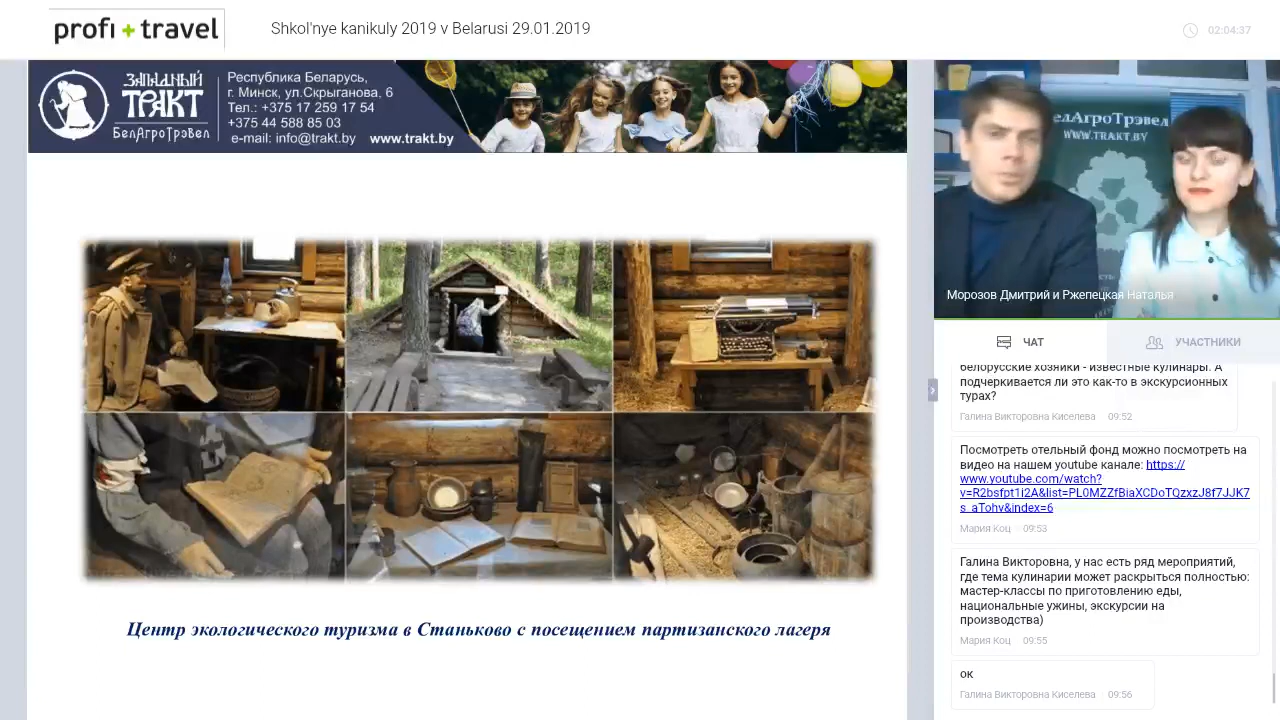 profi + travel
Shkol'nye kanikuly 2019 v Belarusi 29.01.2019
02:04:37
ЗАПАДНЫЙ
ТРАКТ
БелАгроТрэвел
Республика Беларусь,
г. Минск, ул.Скрыганова, 6
Тел.: +375 17 259 17 54
+375 44 588 85 03
e-mail: info@trakt.by www.trakt.by
елАгроТрэвел
WWW.TRAKT.BY
Морозов Дмитрий и Ржепецкая Наталья
ЧАТ
УЧАСТНИКИ
белорусские хозяйки - известные кулинары. А
подчеркивается ли это как-то в экскурсионных
турах?
Галина Викторовна Киселева 09:52
Посмотреть отельный фонд можно посмотреть на
видео на нашем youtube канале: https://
www.youtube.com/watch?
v=R2bsfpt1i2A&list=PL0MZZfBiaXCDoTQzxzJ8f7JJK7
s_aTohv&index=6
Мария Коц 09:53
Галина Викторовна, у нас есть ряд мероприятий,
где тема кулинарии может раскрыться полностью:
мастер-классы по приготовлению еды,
национальные ужины, экскурсии на
производства)
Мария Коц 09:55
ок
Галина Викторовна Киселева 09:56
Центр экологического туризма в Станьково с посещением партизанского лагеря